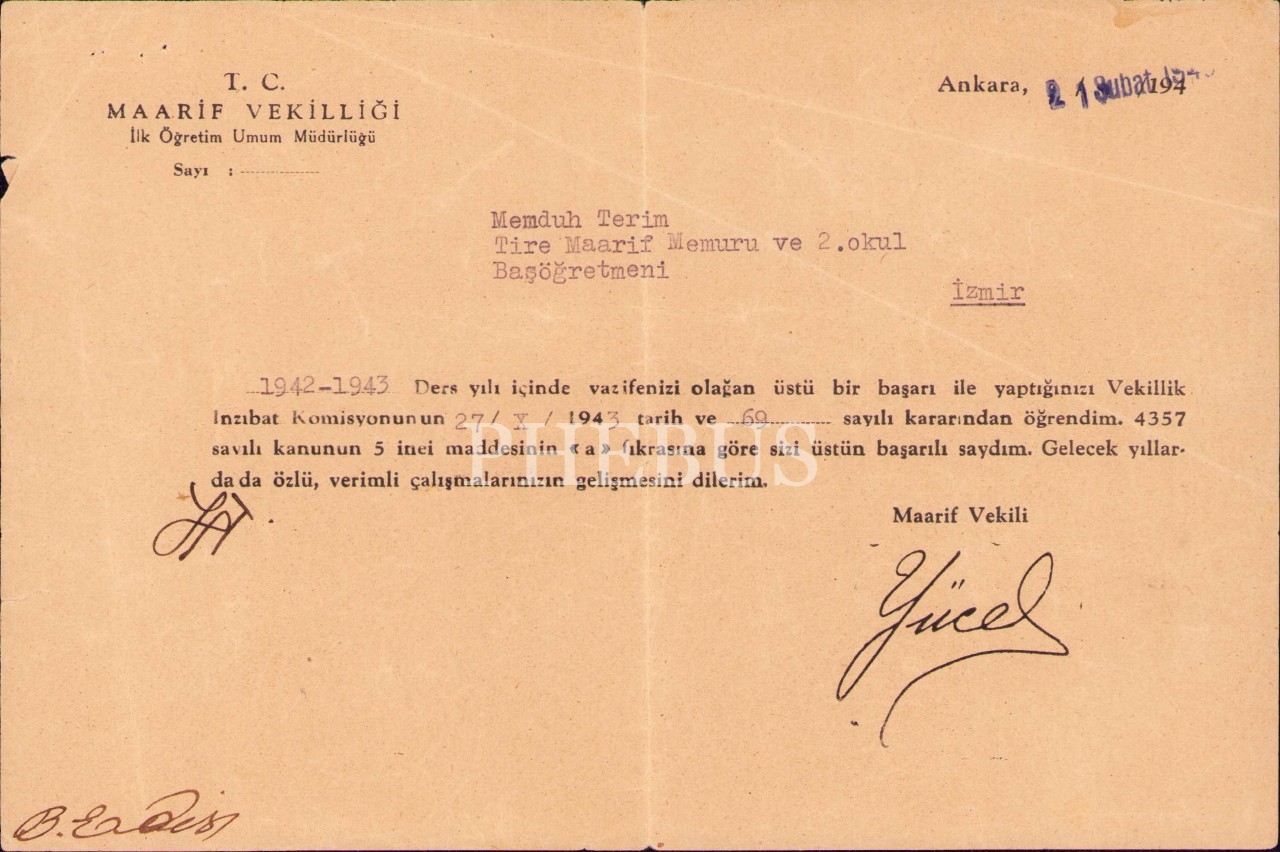 T. C.
MAARİF VEKİLLİĞİ
İlk Öğretim Umum Müdürlüğü
Sayı :
Ankara, 21 Şubat 194
Memduh Terim
Tire Maarif Memuru ve 2.okul
Başöğretmeni
İzmir
1942-1943 Ders yılı içinde vazifenizi olağan üstü bir başarı ile yaptığınızı Vekillik
Inzıbat Komisyonunun 27/ X / 1943 tarih ve 69 sayılı kararından öğrendim. 4357
sayılı kanunun 5 inci maddesinin «a» fıkrasına göre sizi üstün başarılı saydım. Gelecek yıllar-
da da özlü, verimli çalışmalarınızın gelişmesini dilerim.
PHEBUS
Maarif Vekili
Yücel